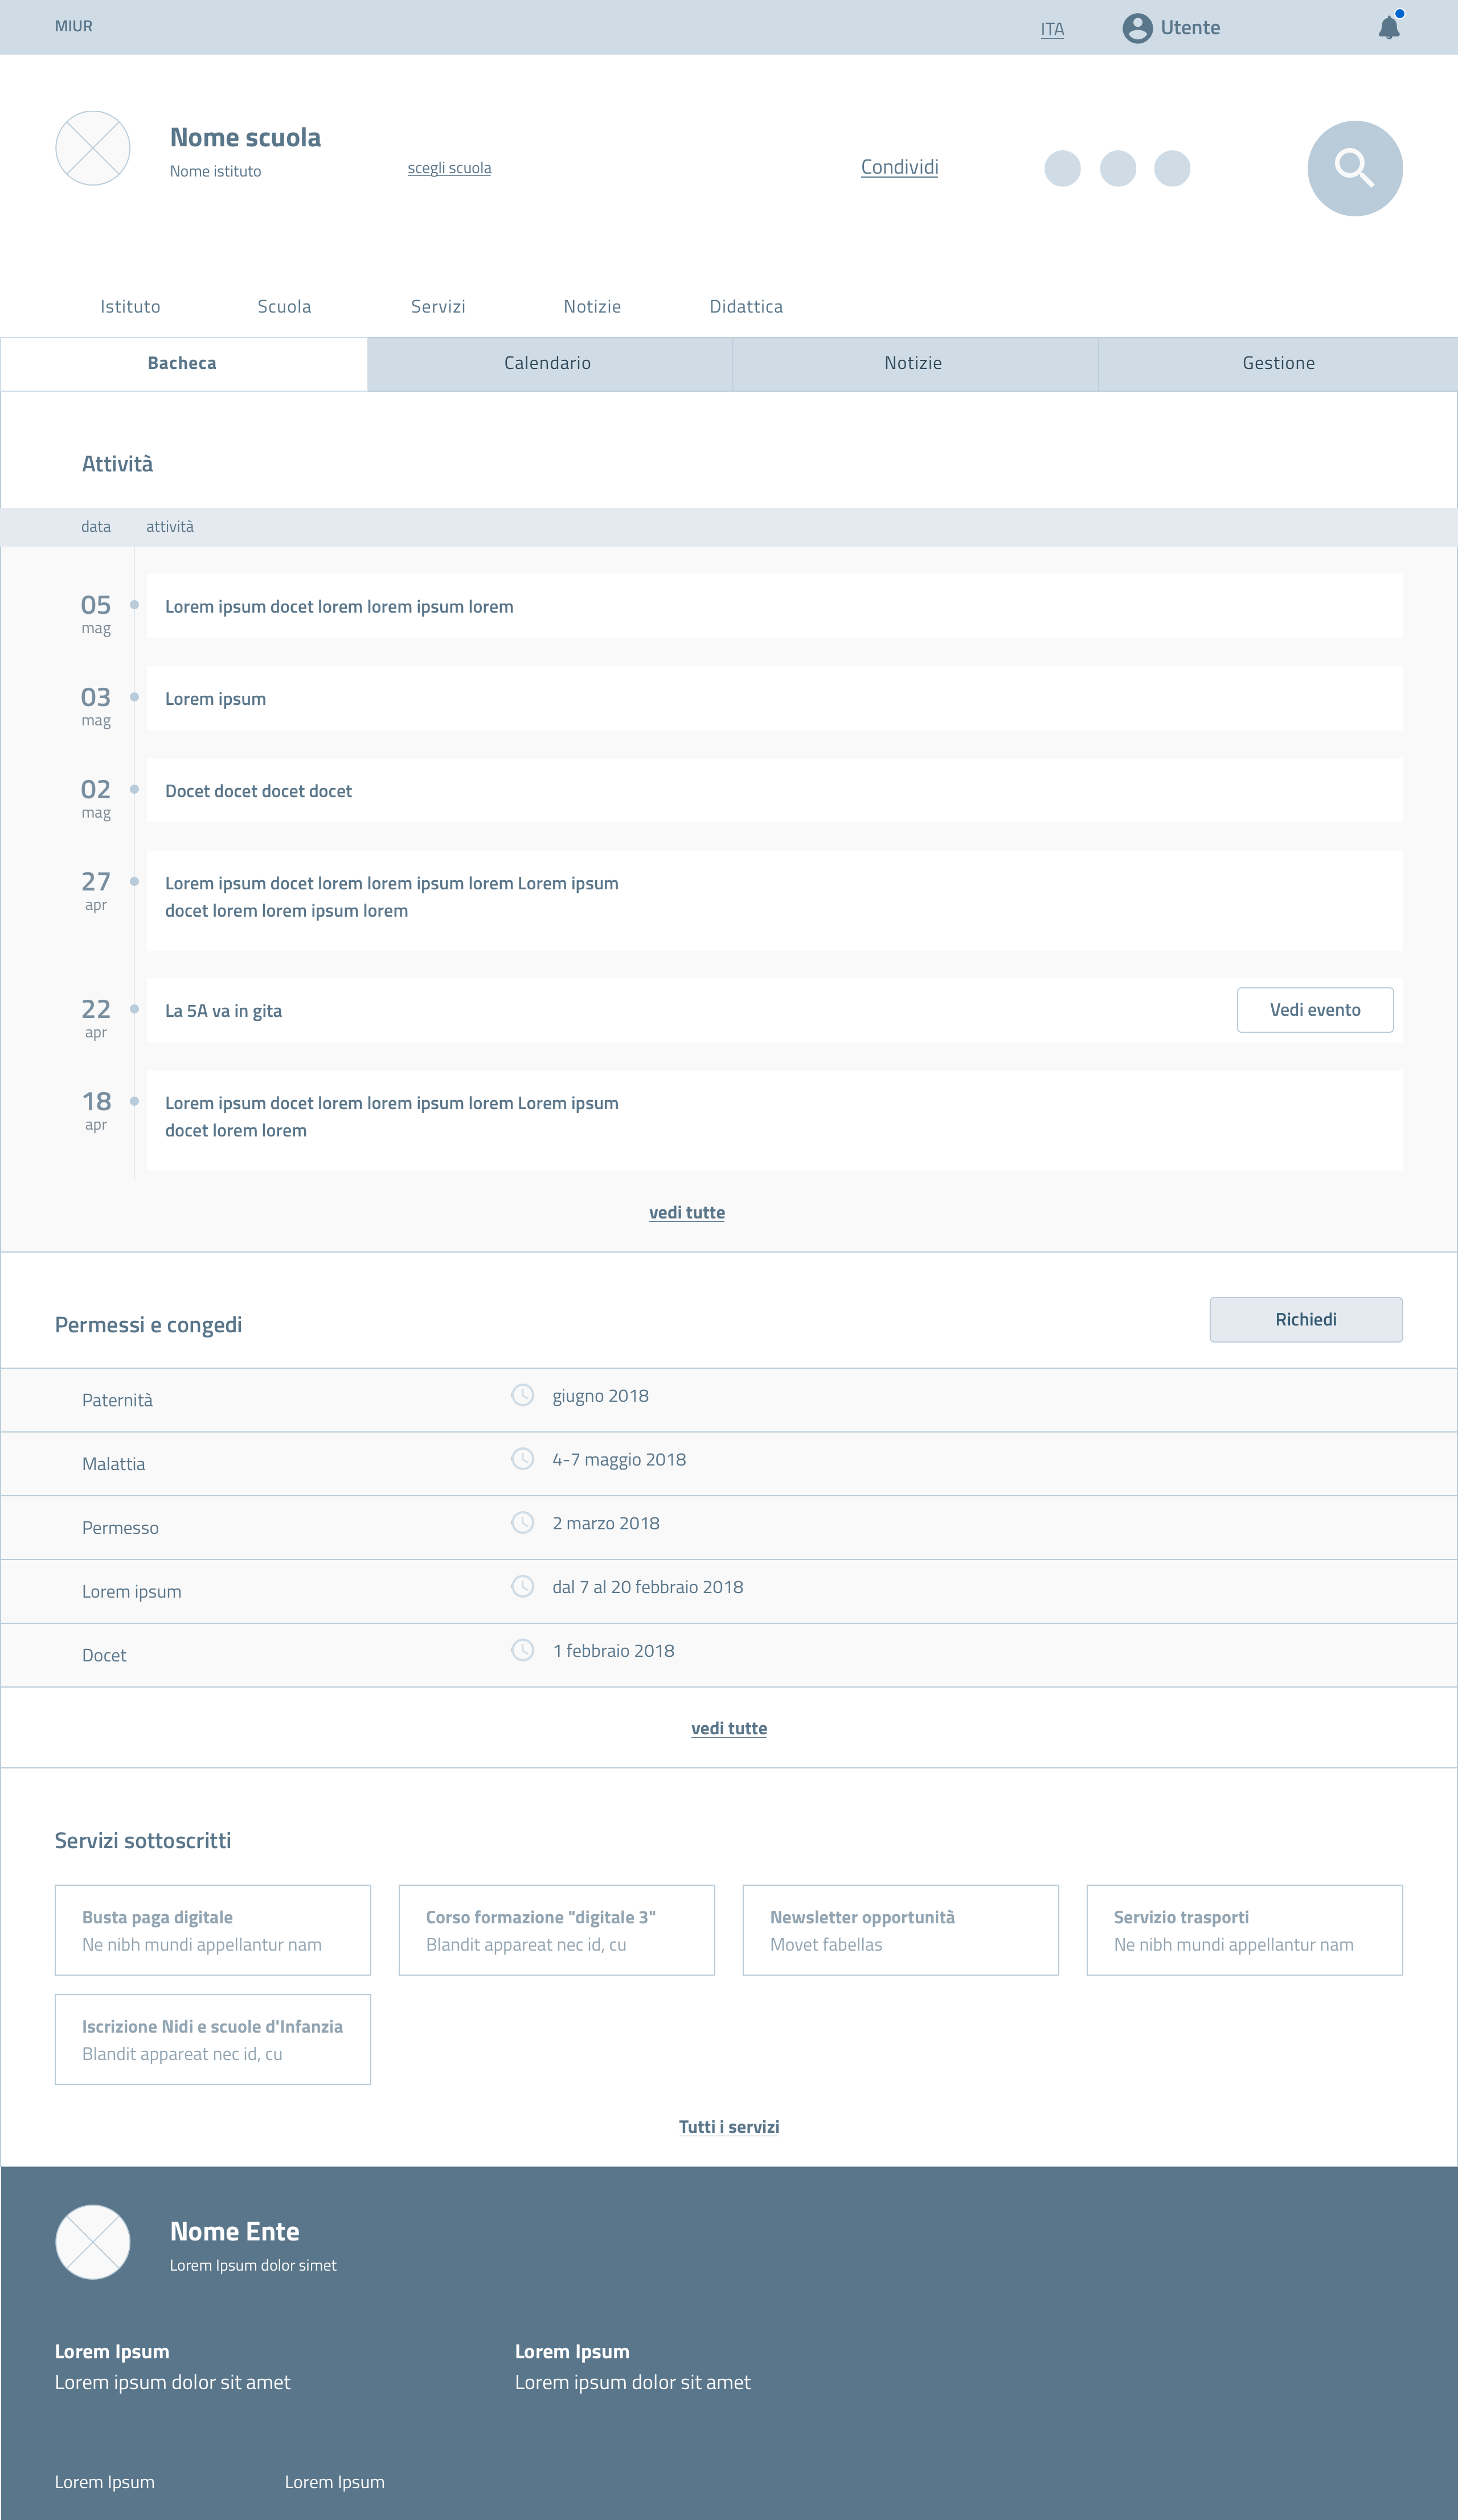 MIUR
ITA
Utente
Nome scuola
Nome istituto
scegli scuola
Condividi
Istituto
Scuola
Servizi
Notizie
Didattica
Bacheca
Calendario
Notizie
Gestione
Attività
data
attività
05
mag
Lorem ipsum docet lorem lorem ipsum lorem
03
mag
Lorem ipsum
02
mag
Docet docet docet docet
27
apr
Lorem ipsum docet lorem lorem ipsum lorem Lorem ipsum
docet lorem lorem ipsum lorem
22
apr
La 5A va in gita
Vedi evento
18
apr
Lorem ipsum docet lorem lorem ipsum lorem Lorem ipsum
docet lorem lorem
vedi tutte
Permessi e congedi
Richiedi
Paternità
giugno 2018
Malattia
4-7 maggio 2018
Permesso
2 marzo 2018
Lorem ipsum
dal 7 al 20 febbraio 2018
Docet
1 febbraio 2018
vedi tutte
Servizi sottoscritti
Busta paga digitale
Ne nibh mundi appellantur nam
Corso formazione "digitale 3"
Blandit appareat nec id, cu
Newsletter opportunità
Movet fabellas
Servizio trasporti
Ne nibh mundi appellantur nam
Iscrizione Nidi e scuole d'Infanzia
Blandit appareat nec id, cu
Tutti i servizi
Nome Ente
Lorem Ipsum dolor simet
Lorem Ipsum
Lorem ipsum dolor sit amet
Lorem Ipsum
Lorem ipsum dolor sit amet
Lorem Ipsum
Lorem Ipsum